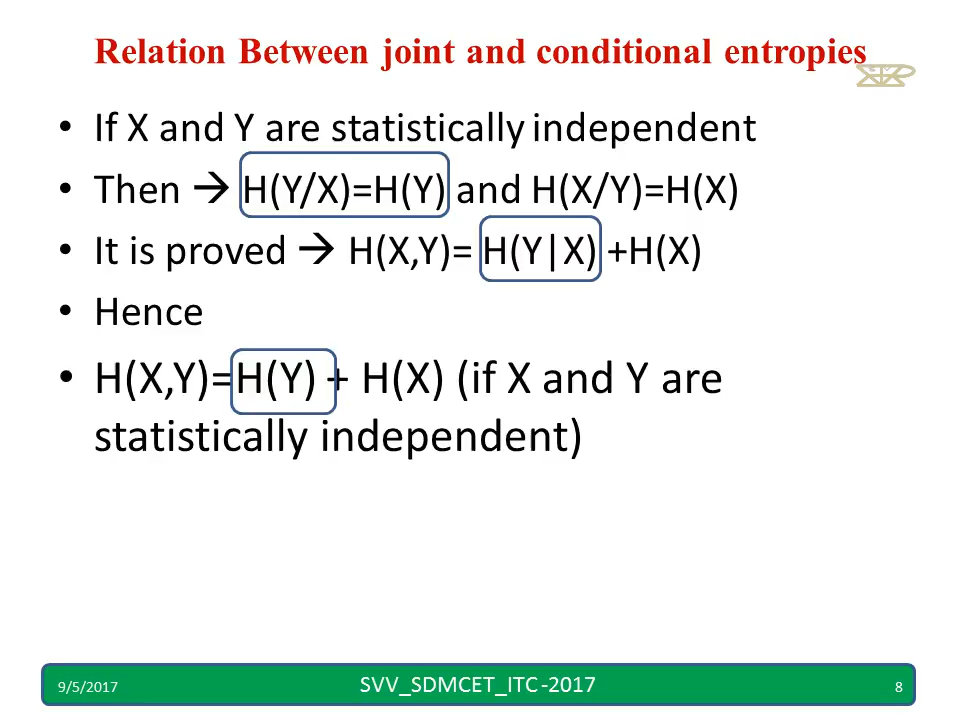 Relation Between joint and conditional entropies
• If X and Y are statistically independent
• Then → H(Y/X)=H(Y) and H(X/Y)=H(X)
• It is proved → H(X,Y)= H(Y|X) +H(X)
• Hence
• H(X,Y)=H(Y) + H(X) (if X and Y are
statistically independent)
9/5/2017 SVV_SDMCET_ITC-2017 8